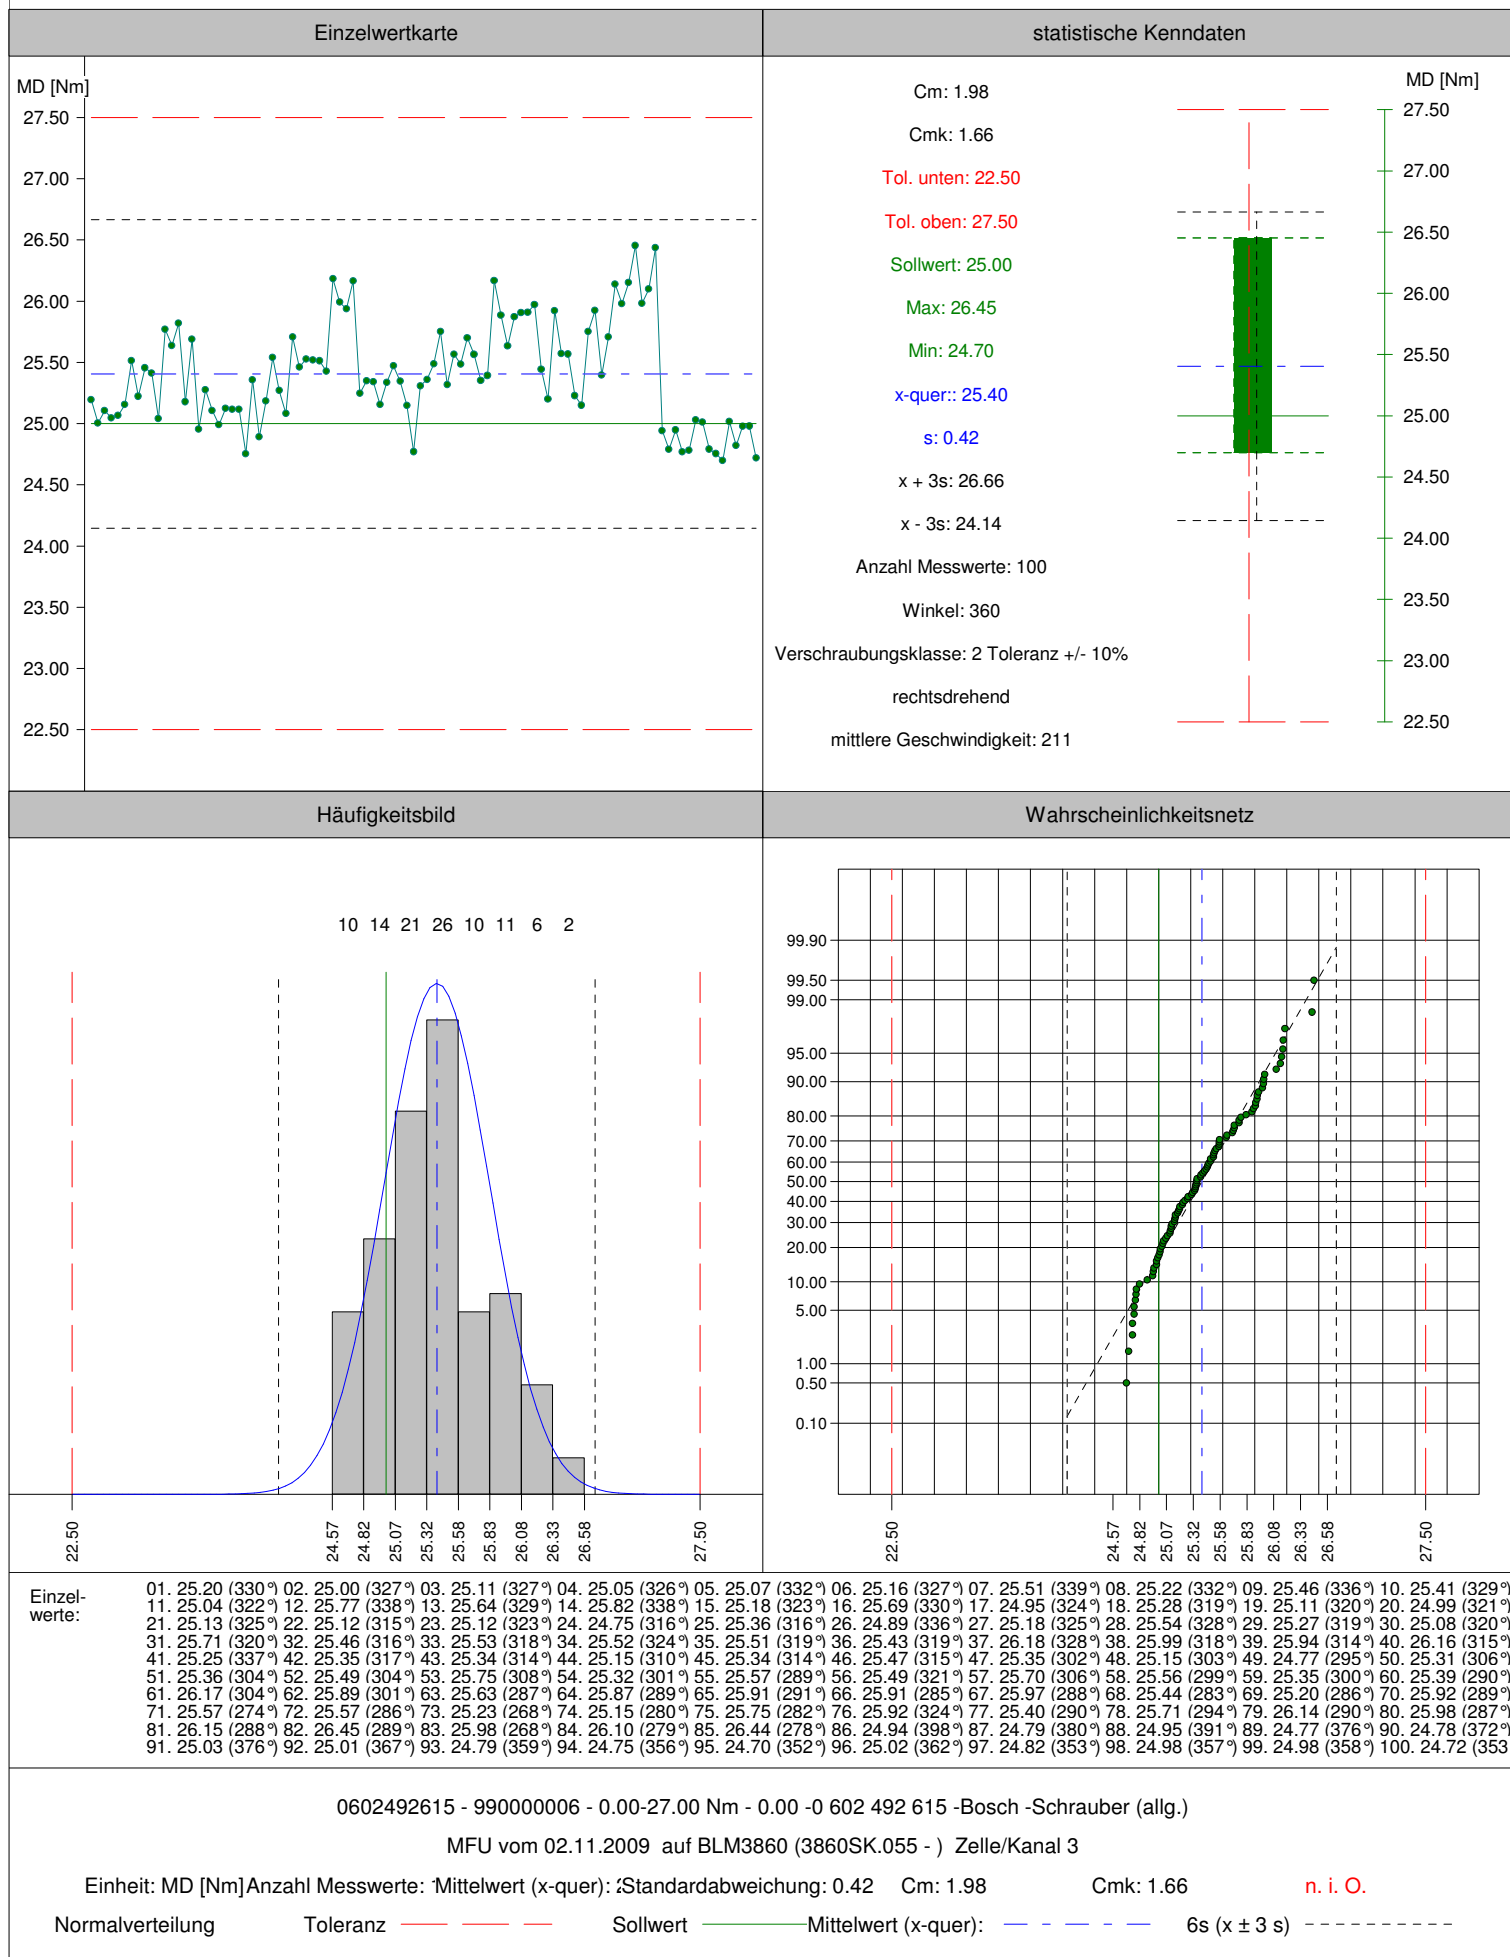 Einzelwertkarte
statistische Kenndaten
MD [Nm]
27.50
27.00
26.50
26.00
25.50
25.00
24.50
24.00
23.50
23.00
22.50
Cm: 1.98
Cmk: 1.66
Tol. unten: 22.50
Tol. oben: 27.50
Sollwert: 25.00
Max: 26.45
Min: 24.70
x-quer:: 25.40
s: 0.42
x + 3s: 26.66
x - 3s: 24.14
Anzahl Messwerte: 100
Winkel: 360
Verschraubungsklasse: 2 Toleranz +/- 10%
rechtsdrehend
mittlere Geschwindigkeit: 211
MD [Nm]
27.50
27.00
26.50
26.00
25.50
25.00
24.50
24.00
23.50
23.00
22.50
Häufigkeitsbild
Wahrscheinlichkeitsnetz
10 14 21 26 10 11 6 2
22.50 24.57 24.82 25.07 25.32 25.58 25.83 26.08 26.33 26.58 27.50
99.90
99.50
99.00
95.00
90.00
80.00
70.00
60.00
50.00
40.00
30.00
20.00
10.00
5.00
1.00
0.50
0.10
22.50 24.57 24.82 25.07 25.32 25.58 25.83 26.08 26.33 26.58 27.50
Einzel-
werte:
01. 25.20 (330°) 02. 25.00 (327°) 03. 25.11 (327°) 04. 25.05 (326°) 05. 25.07 (332°) 06. 25.16 (327°) 07. 25.51 (339°) 08. 25.22 (332°) 09. 25.46 (336°) 10. 25.41 (329°)
11. 25.04 (322°) 12. 25.77 (338°) 13. 25.64 (329°) 14. 25.82 (338°) 15. 25.18 (323°) 16. 25.69 (330°) 17. 24.95 (324°) 18. 25.28 (319°) 19. 25.11 (320°) 20. 24.99 (321°)
21. 25.13 (325°) 22. 25.12 (315°) 23. 25.12 (323°) 24. 24.75 (316°) 25. 25.36 (316°) 26. 24.89 (336°) 27. 25.18 (325°) 28. 25.54 (328°) 29. 25.27 (319°) 30. 25.08 (320°)
31. 25.71 (320°) 32. 25.46 (316°) 33. 25.53 (318°) 34. 25.52 (324°) 35. 25.51 (319°) 36. 25.43 (319°) 37. 26.18 (328°) 38. 25.99 (318°) 39. 25.94 (314°) 40. 26.16 (315°)
41. 25.25 (337°) 42. 25.35 (317°) 43. 25.34 (314°) 44. 25.15 (310°) 45. 25.34 (314°) 46. 25.47 (315°) 47. 25.35 (302°) 48. 25.15 (303°) 49. 24.77 (295°) 50. 25.31 (306°)
51. 25.36 (304°) 52. 25.49 (304°) 53. 25.75 (308°) 54. 25.32 (301°) 55. 25.57 (289°) 56. 25.49 (321°) 57. 25.70 (306°) 58. 25.56 (299°) 59. 25.35 (300°) 60. 25.39 (290°)
61. 26.17 (304°) 62. 25.89 (301°) 63. 25.63 (287°) 64. 25.87 (289°) 65. 25.91 (291°) 66. 25.91 (285°) 67. 25.97 (288°) 68. 25.44 (283°) 69. 25.20 (286°) 70. 25.92 (289°)
71. 25.57 (274°) 72. 25.57 (286°) 73. 25.23 (268°) 74. 25.15 (280°) 75. 25.75 (282°) 76. 25.92 (324°) 77. 25.40 (290°) 78. 25.71 (294°) 79. 26.14 (290°) 80. 25.98 (287°)
81. 26.15 (288°) 82. 26.45 (289°) 83. 25.98 (268°) 84. 26.10 (279°) 85. 26.44 (278°) 86. 24.94 (398°) 87. 24.79 (380°) 88. 24.95 (391°) 89. 24.77 (376°) 90. 24.78 (372°)
91. 25.03 (376°) 92. 25.01 (367°) 93. 24.79 (359°) 94. 24.75 (356°) 95. 24.70 (352°) 96. 25.02 (362°) 97. 24.82 (353°) 98. 24.98 (357°) 99. 24.98 (358°) 100. 24.72 (353
0602492615 - 990000006 - 0.00-27.00 Nm - 0.00 -0 602 492 615 -Bosch -Schrauber (allg.)
MFU vom 02.11.2009 auf BLM3860 (3860SK.055 - ) Zelle/Kanal 3
Einheit: MD [Nm] Anzahl Messwerte: Mittelwert (x-quer): Standardabweichung: 0.42 Cm: 1.98 Cmk: 1.66 n. i. O.
Normalverteilung Toleranz Sollwert Mittelwert (x-quer): 6s (x ± 3 s)